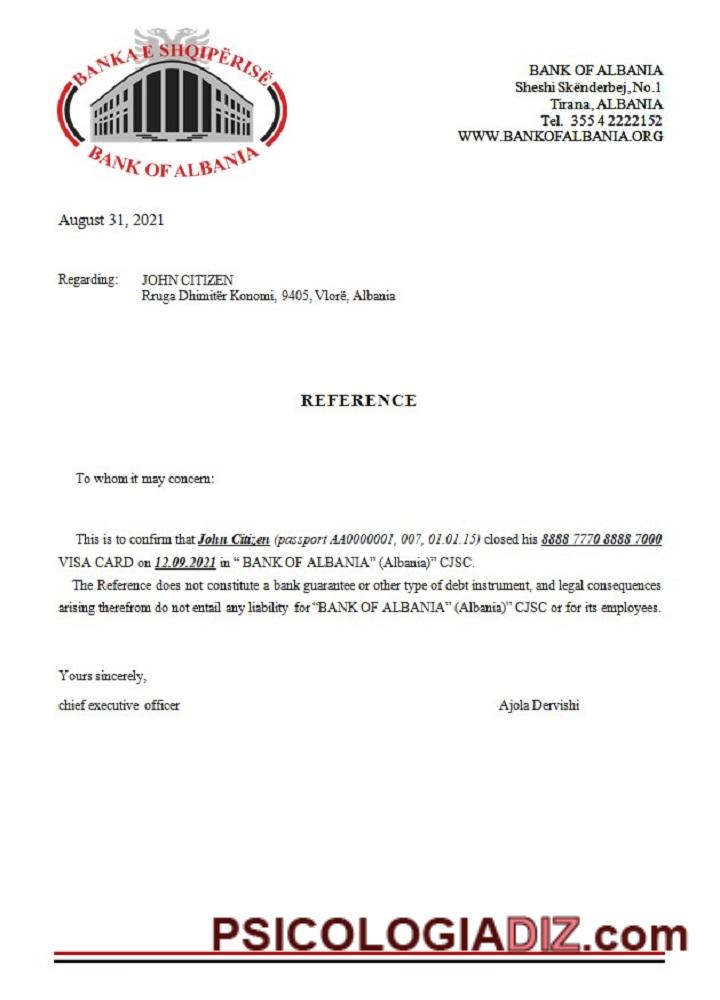 BANKA E SHQIPËRISË
BANK OF ALBANIA
BANK OF ALBANIA
Sheshi Skënderbej, No.1
Tirana, ALBANIA
Tel. 355 4 2222152
WWW.BANKOFALBANIA.ORG
August 31, 2021
Regarding: JOHN CITIZEN
Rruga Dhimitër Konomi, 9405, Vlorë, Albania
REFERENCE
To whom it may concern:
This is to confirm that John Citizen (passport AA0000001, 007, 01.01.15) closed his 8888 7770 8888 7000
VISA CARD on 12.09.2021 in “ BANK OF ALBANIA” (Albania)” CJSC.
The Reference does not constitute a bank guarantee or other type of debt instrument, and legal consequences
arising therefrom do not entail any liability for “BANK OF ALBANIA” (Albania)” CJSC or for its employees.
Yours sincerely,
chief executive officer Ajola Dervishi
PSICOLOGIADIZ.com